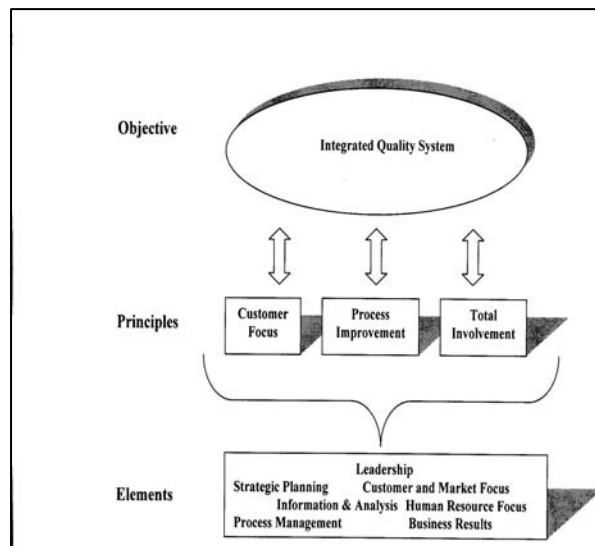 Objective
Integrated Quality System
Principles
Customer
Focus
Process
Improvement
Total
Involvement
Elements
Leadership
Strategic Planning Customer and Market Focus
Information & Analysis Human Resource Focus
Process Management Business Results